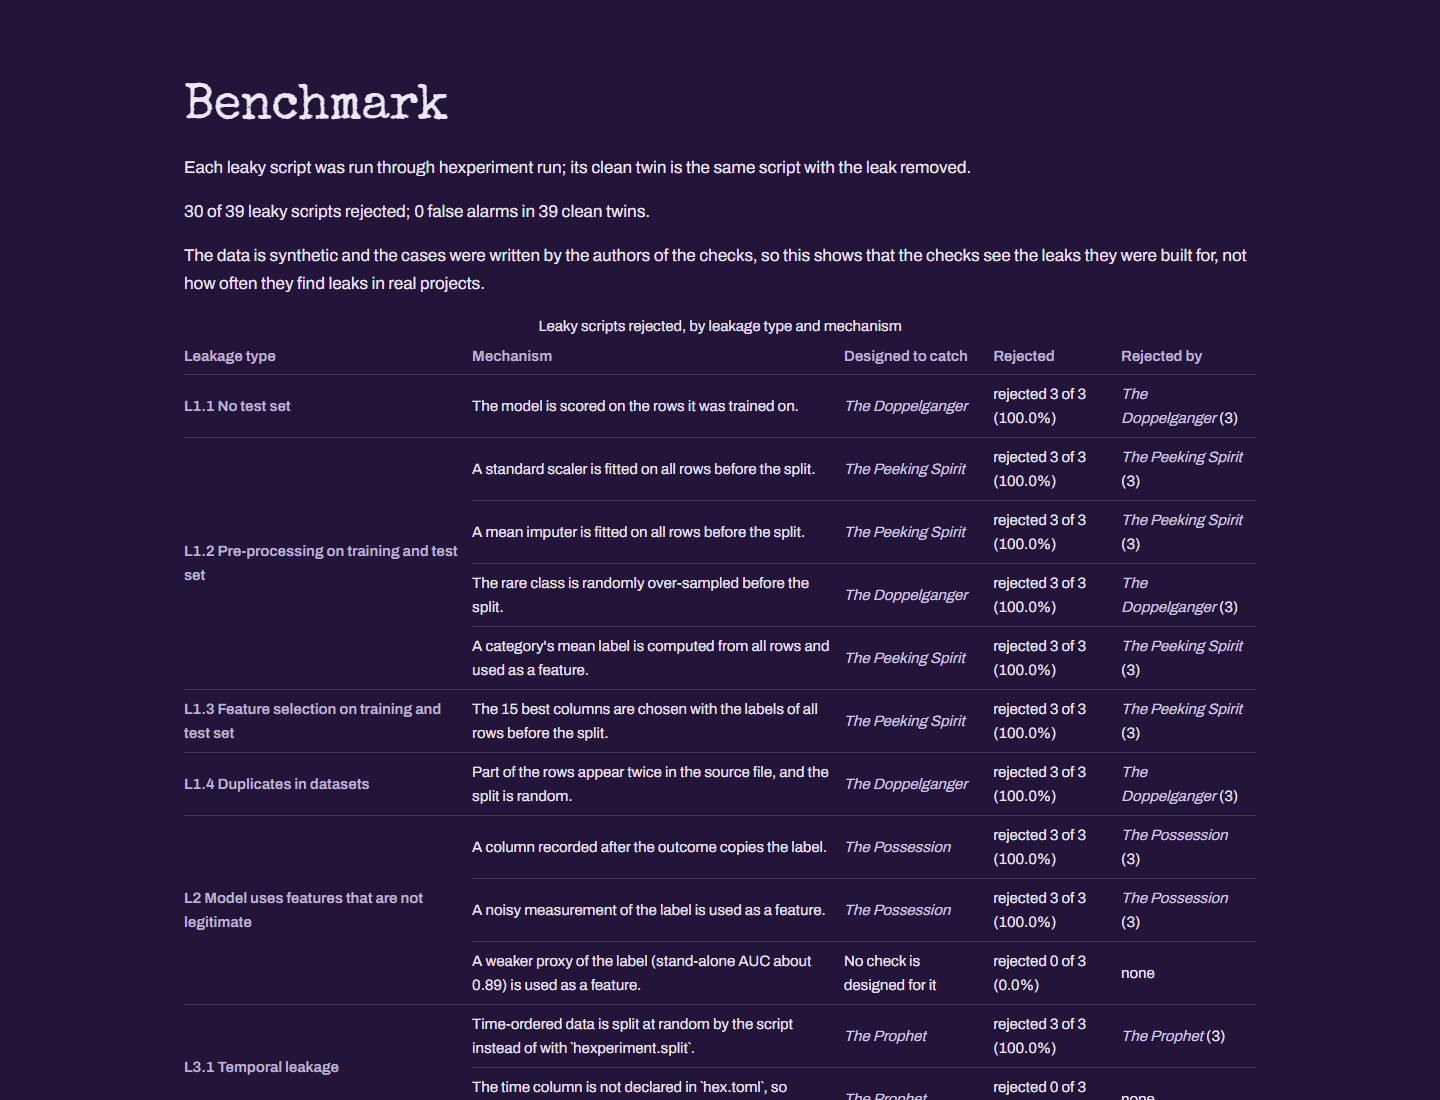 Benchmark
Each leaky script was run through hexperiment run; its clean twin is the same script with the leak removed.
30 of 39 leaky scripts rejected; 0 false alarms in 39 clean twins.
The data is synthetic and the cases were written by the authors of the checks, so this shows that the checks see the leaks they were built for, not
how often they find leaks in real projects.
Leaky scripts rejected, by leakage type and mechanism
Leakage type Mechanism Designed to catch Rejected Rejected by
L1.1 No test set
The model is scored on the rows it was trained on.
The Doppelganger
rejected 3 of 3
(100.0%)
The
Doppelganger (3)
L1.2 Pre-processing on training and test
set
A standard scaler is fitted on all rows before the split.
The Peeking Spirit
rejected 3 of 3
(100.0%)
The Peeking Spirit
(3)
A mean imputer is fitted on all rows before the split.
The Peeking Spirit
rejected 3 of 3
(100.0%)
The Peeking Spirit
(3)
The rare class is randomly over-sampled before the
split.
The Doppelganger
rejected 3 of 3
(100.0%)
The
Doppelganger (3)
A category's mean label is computed from all rows and
used as a feature.
The Peeking Spirit
rejected 3 of 3
(100.0%)
The Peeking Spirit
(3)
L1.3 Feature selection on training and
test set
The 15 best columns are chosen with the labels of all
rows before the split.
The Peeking Spirit
rejected 3 of 3
(100.0%)
The Peeking Spirit
(3)
L1.4 Duplicates in datasets
Part of the rows appear twice in the source file, and the
split is random.
The Doppelganger
rejected 3 of 3
(100.0%)
The
Doppelganger (3)
L2 Model uses features that are not
legitimate
A column recorded after the outcome copies the label.
The Possession
rejected 3 of 3
(100.0%)
The Possession
(3)
A noisy measurement of the label is used as a feature.
The Possession
rejected 3 of 3
(100.0%)
The Possession
(3)
A weaker proxy of the label (stand-alone AUC about
0.89) is used as a feature.
No check is
designed for it
rejected 0 of 3
(0.0%)
none
L3.1 Temporal leakage
Time-ordered data is split at random by the script
instead of with `hexperiment.split`.
The Prophet
rejected 3 of 3
(100.0%)
The Prophet (3)
The time column is not declared in `hex.toml`, so
The Prophet
rejected 0 of 3
none